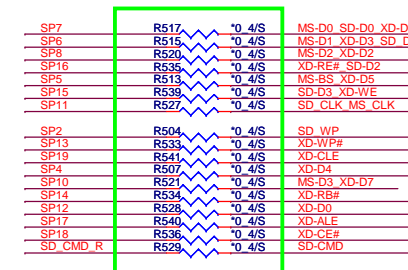 SP7 R517 *0_4/S MS-D0_SD-D0_XD-D
SP6 R515 *0_4/S MS-D1_XD-D3_SD_D
SP8 R520 *0_4/S MS-D2_XD-D2
SP16 R535 *0_4/S XD-RE#_SD-D2
SP5 R513 *0_4/S MS-BS_XD-D5
SP15 R539 *0_4/S SD-D3_XD-WE
SP11 R527 *0_4/S SD_CLK_MS_CLK
SP2 R504 *0_4/S SD_WP
SP13 R533 *0_4/S XD-WP#
SP19 R541 *0_4/S XD-CLE
SP4 R507 *0_4/S XD-D4
SP10 R521 *0_4/S MS-D3_XD-D7
SP14 R534 *0_4/S XD-RB#
SP12 R528 *0_4/S XD-D0
SP17 R540 *0_4/S XD-ALE
SP18 R536 *0_4/S XD-CE#
SD_CMD_R R529 *0_4/S SD-CMD